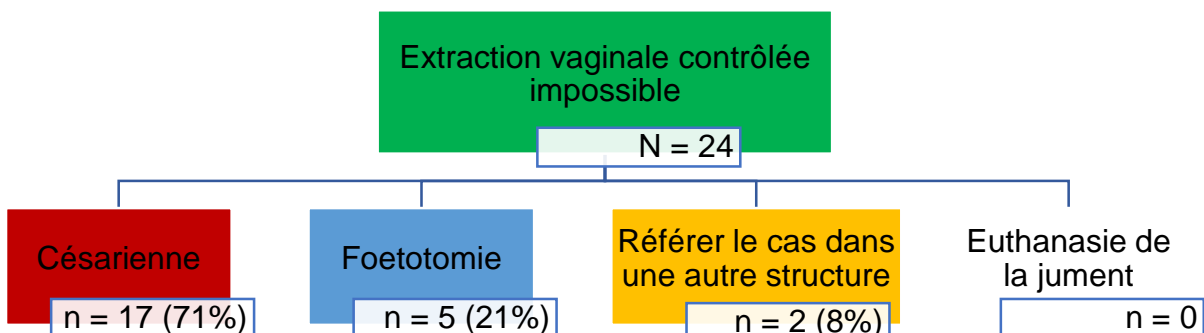 Extraction vaginale contrôlée
impossible
N = 24
Césarienne
n = 17 (71%)
Foetotomie
n = 5 (21%)
Référer le cas dans
une autre structure
n = 2 (8%)
Euthanasie de
la jument
n = 0